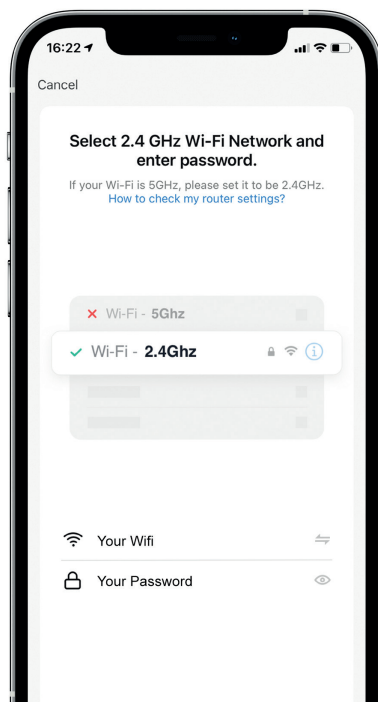 16:22
Cancel
Select 2.4 GHz Wi-Fi Network and
enter password.
If your Wi-Fi is 5GHz, please set it to be 2.4GHz.
How to check my router settings?
Wi-Fi - 5Ghz
Wi-Fi - 2.4Ghz
Your Wifi
Your Password